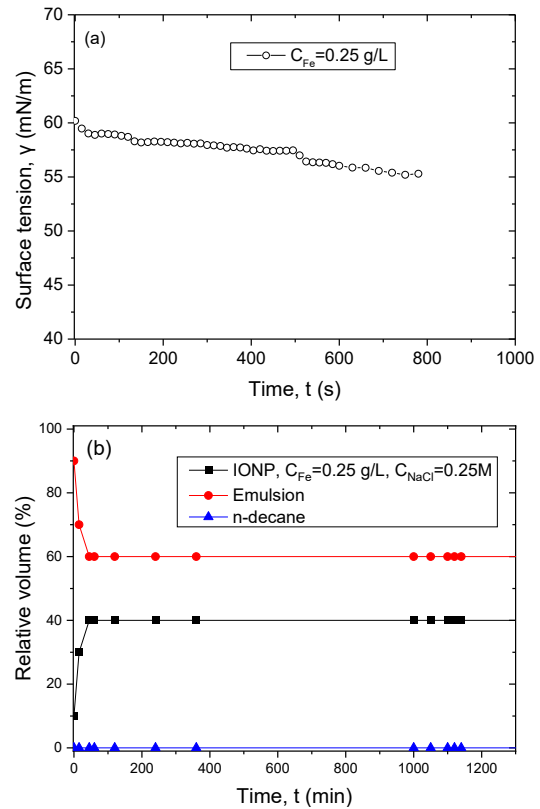 (a)
C_Fe=0.25 g/L
70
65
60
55
50
45
40
Surface tension, γ (mN/m)
0 200 400 600 800 1000
Time, t (s)
(b)
IONP, C_Fe=0.25 g/L, C_NaCl=0.25M
Emulsion
n-decane
100
80
60
40
20
0
Relative volume (%)
0 200 400 600 800 1000 1200
Time, t (min)